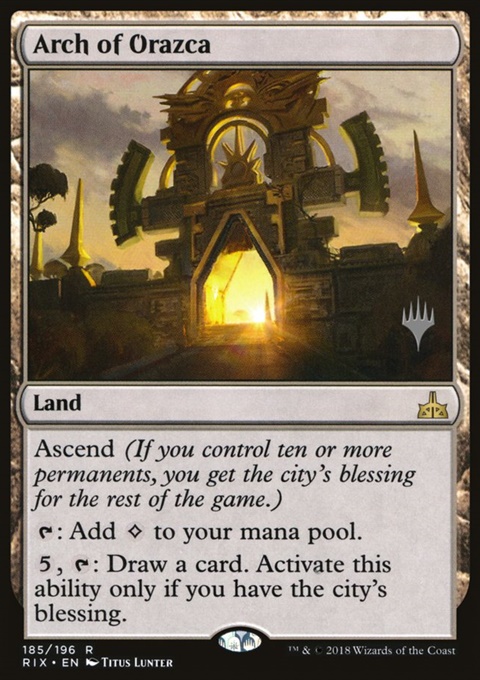 Arch of Orazca
Land
Ascend (If you control ten or more
permanents, you get the city's blessing
for the rest of the game.)
: Add to your mana pool.
5, : Draw a card. Activate this
ability only if you have the city's
blessing.
185/196 R
RIX • EN Titus Lunter
™ & © 2018 Wizards of the Coast